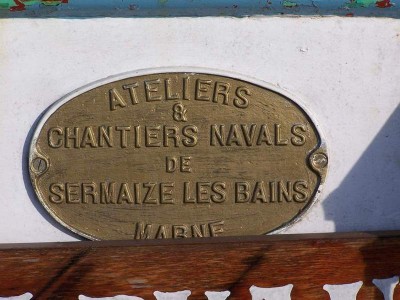 ATELIERS
&
CHANTIERS NAVALS
DE
SERMAIZE LES BAINS
MARNE